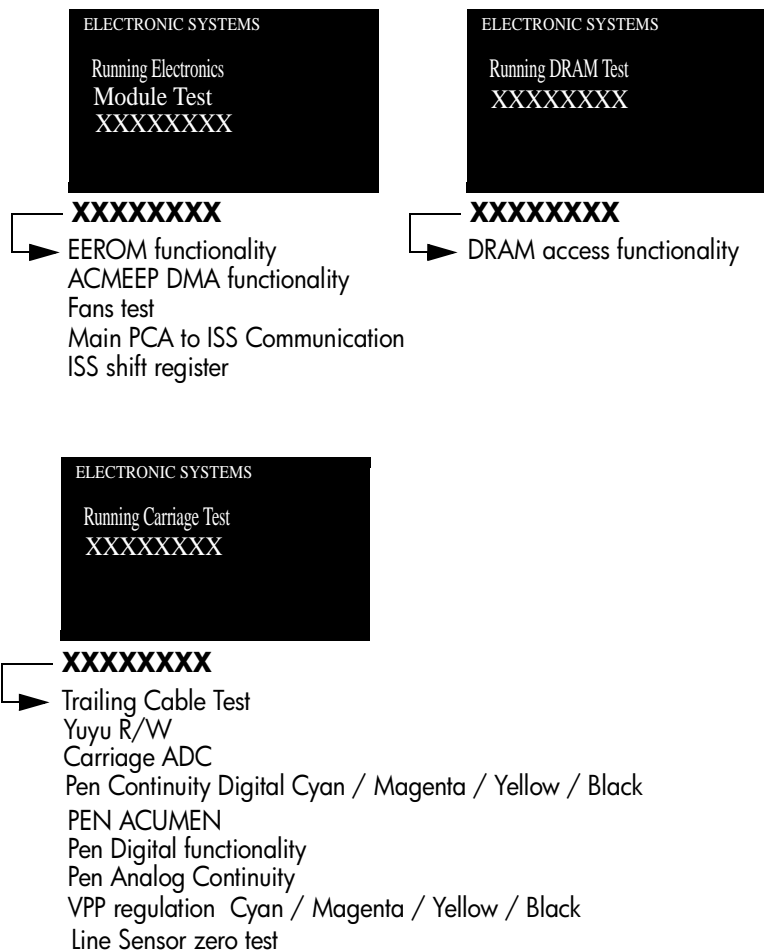 ELECTRONIC SYSTEMS
Running Electronics
Module Test
XXXXXXXX
XXXXXXXX
EEROM functionality
ACMEEP DMA functionality
Fans test
Main PCA to ISS Communication
ISS shift register
ELECTRONIC SYSTEMS
Running DRAM Test
XXXXXXXX
XXXXXXXX
DRAM access functionality
ELECTRONIC SYSTEMS
Running Carriage Test
XXXXXXXX
XXXXXXXX
Trailing Cable Test
Yuyu R/W
Carriage ADC
Pen Continuity Digital Cyan / Magenta / Yellow / Black
PEN ACUMEN
Pen Digital functionality
Pen Analog Continuity
VPP regulation Cyan / Magenta / Yellow / Black
Line Sensor zero test